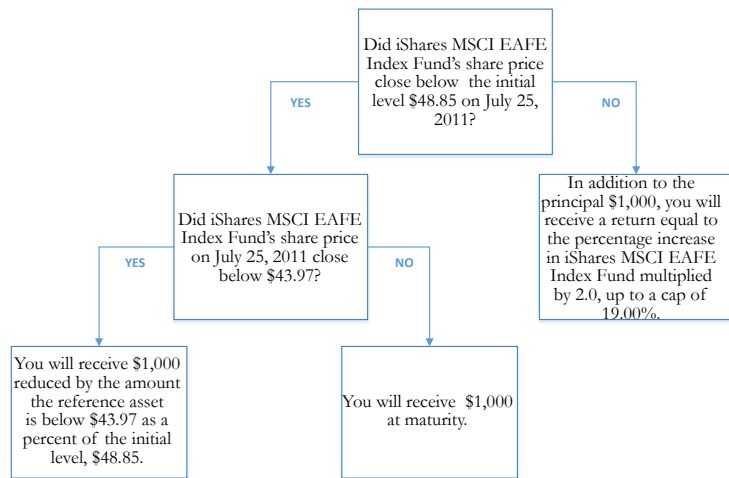 Did iShares MSCI EAFE
Index Fund's share price
close below the initial
level $48.85 on July 25,
2011?
YES
NO
Did iShares MSCI EAFE
Index Fund's share price
on July 25, 2011 close
below $43.97?
In addition to the
principal $1,000, you will
receive a return equal to
the percentage increase
in iShares MSCI EAFE
Index Fund multiplied
by 2.0, up to a cap of
19.00%.
YES
NO
You will receive $1,000
reduced by the amount
the reference asset
is below $43.97 as a
percent of the initial
level, $48.85.
You will receive $1,000
at maturity.